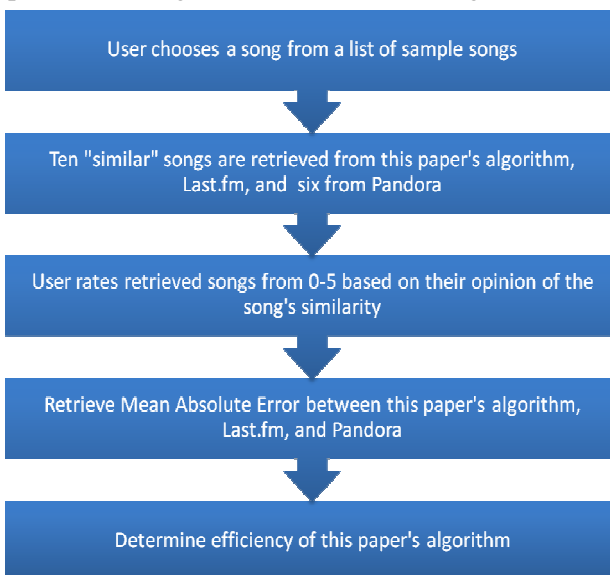 User chooses a song from a list of sample songs
Ten "similar" songs are retrieved from this paper's algorithm,
Last.fm, and six from Pandora
User rates retrieved songs from 0-5 based on their opinion of the
song's similarity
Retrieve Mean Absolute Error between this paper's algorithm,
Last.fm, and Pandora
Determine efficiency of this paper's algorithm